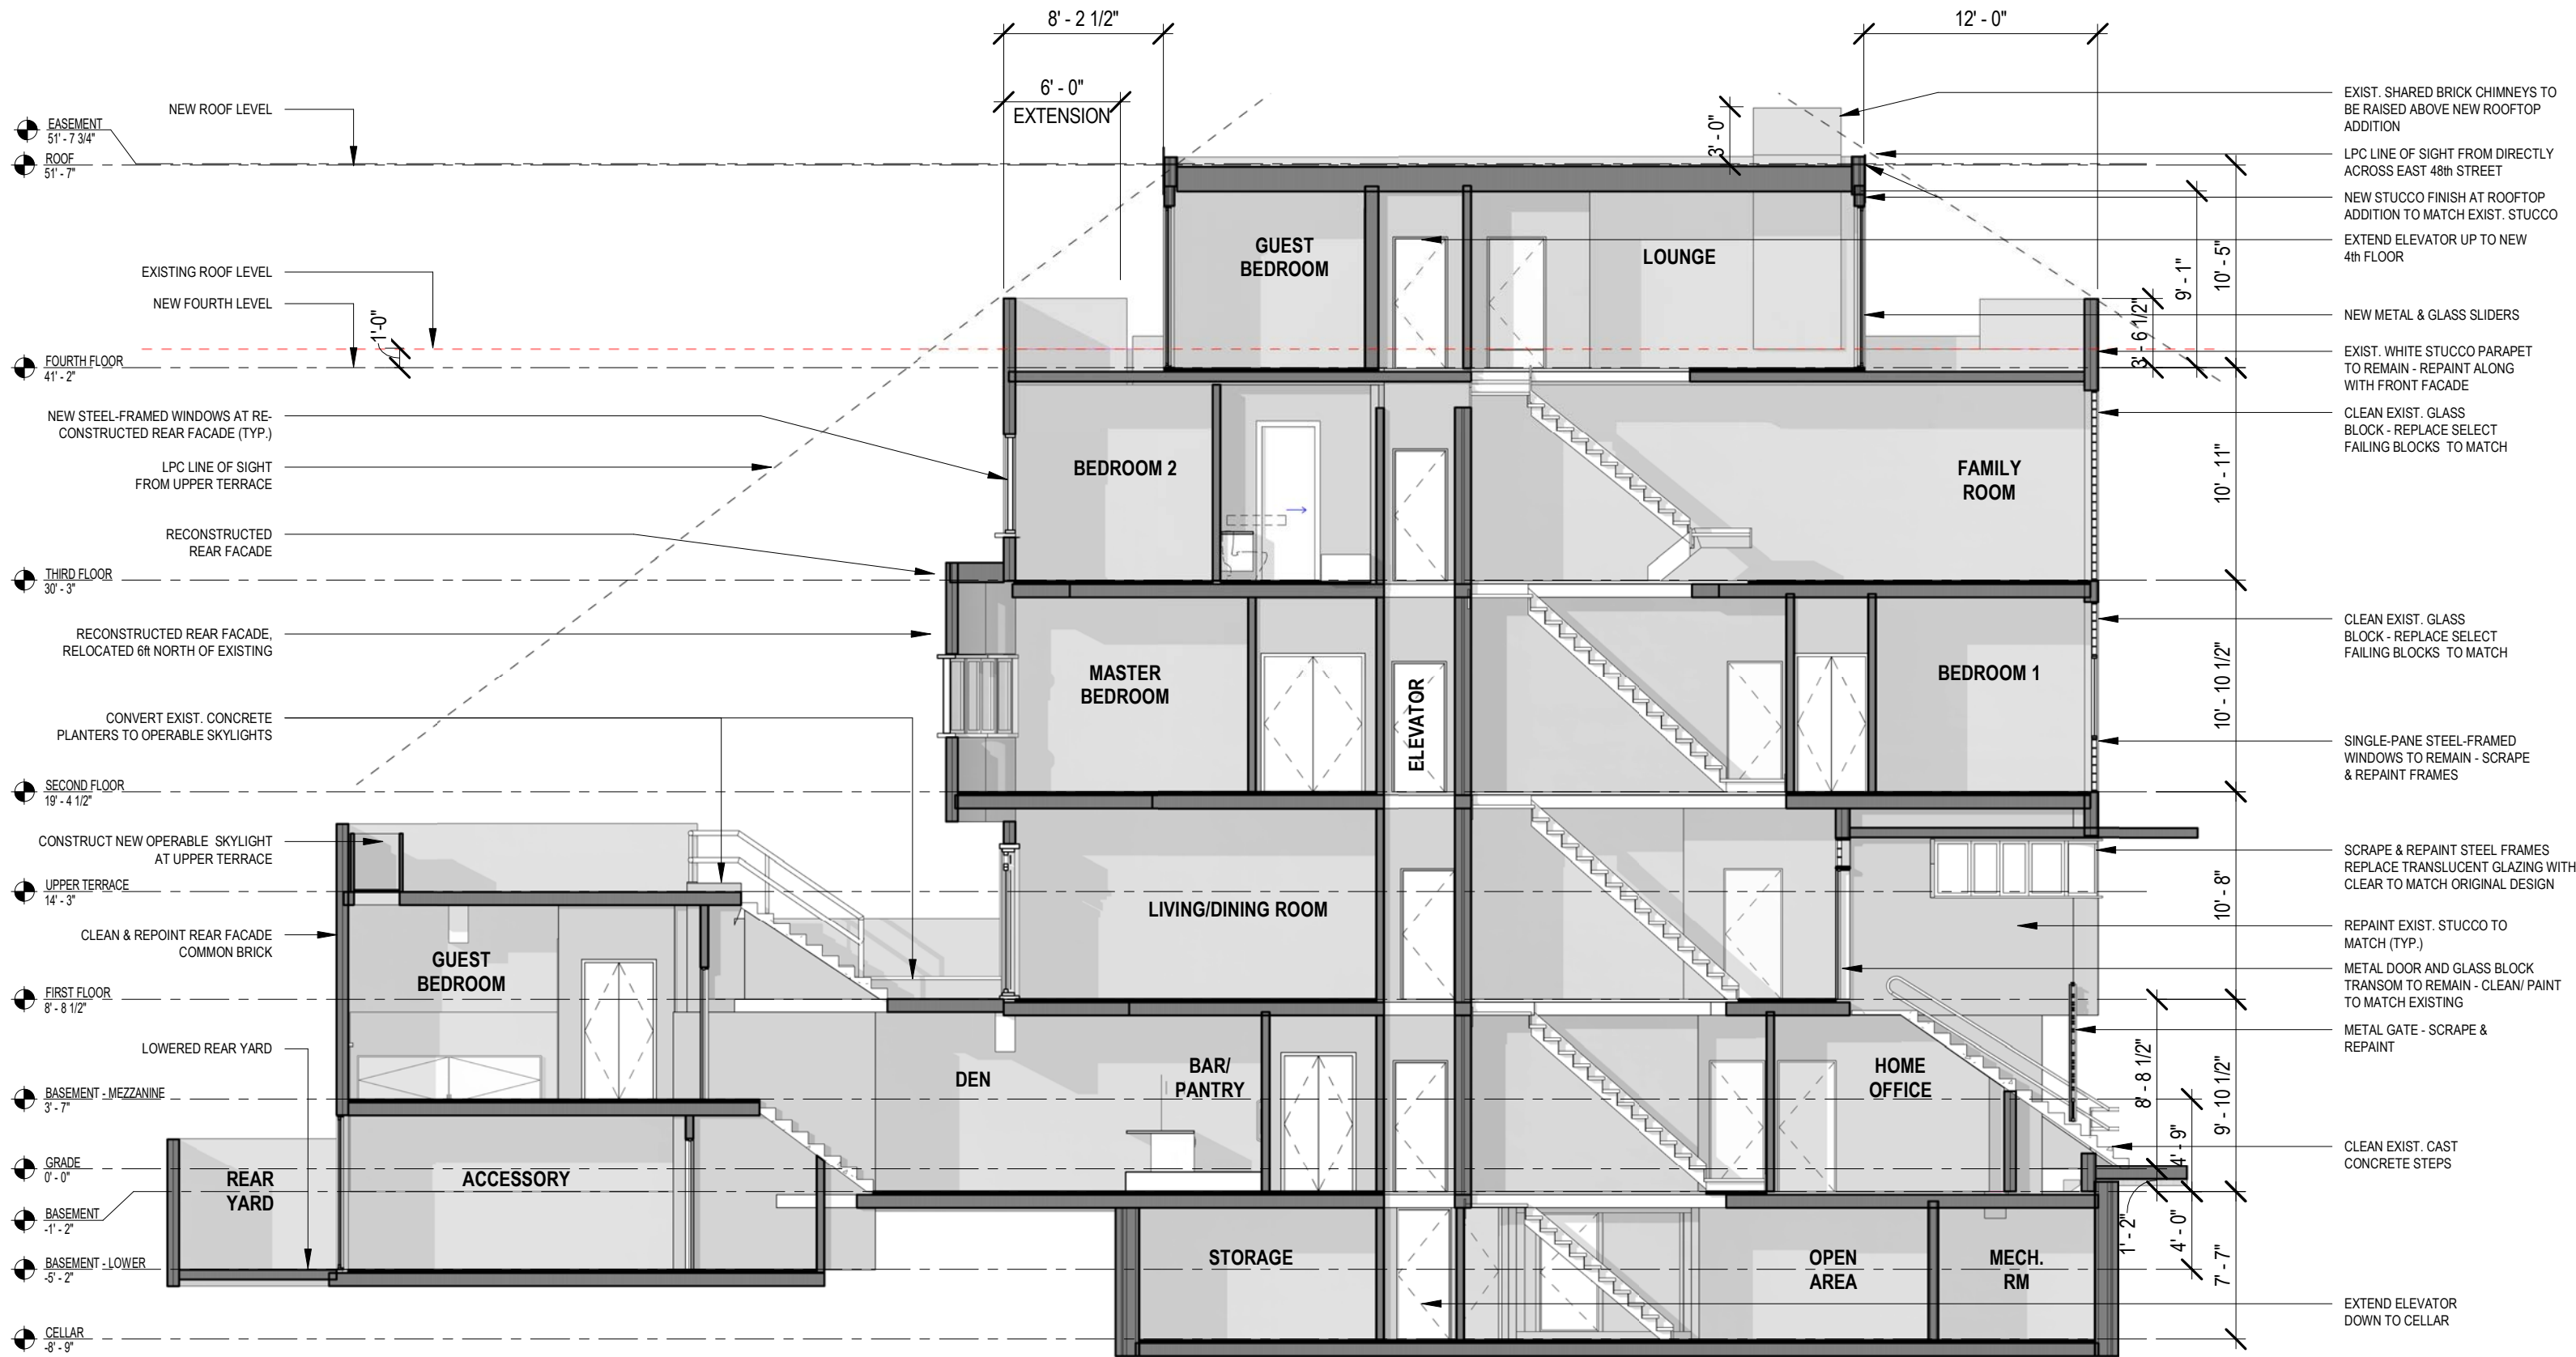 8' - 2 1/2"
12' - 0"
6' - 0"
EXTENSION
3' - 0"
NEW ROOF LEVEL
EASEMENT
51' - 7 3/4"
ROOF
51' - 7"
EXISTING ROOF LEVEL
NEW FOURTH LEVEL
1'-0"
FOURTH FLOOR
41' - 2"
NEW STEEL-FRAMED WINDOWS AT RE-
CONSTRUCTED REAR FACADE (TYP.)
LPC LINE OF SIGHT
FROM UPPER TERRACE
RECONSTRUCTED
REAR FACADE
THIRD FLOOR
30' - 3"
RECONSTRUCTED REAR FACADE,
RELOCATED 6ft NORTH OF EXISTING
CONVERT EXIST. CONCRETE
PLANTERS TO OPERABLE SKYLIGHTS
SECOND FLOOR
19' - 4 1/2"
CONSTRUCT NEW OPERABLE SKYLIGHT
AT UPPER TERRACE
UPPER TERRACE
14' - 3"
CLEAN & REPOINT REAR FACADE
COMMON BRICK
FIRST FLOOR
8' - 8 1/2"
LOWERED REAR YARD
BASEMENT - MEZZANINE
3' - 7"
GRADE
0' - 0"
BASEMENT
-1' - 2"
BASEMENT - LOWER
-5' - 2"
CELLAR
-8' - 9"
GUEST
BEDROOM
LOUNGE
BEDROOM 2
FAMILY
ROOM
MASTER
BEDROOM
ELEVATOR
BEDROOM 1
LIVING/DINING ROOM
GUEST
BEDROOM
DEN
BAR/
PANTRY
HOME
OFFICE
REAR
YARD
ACCESSORY
STORAGE
OPEN
AREA
MECH.
RM
10' - 5"
9' - 1"
3' - 6 1/2"
10' - 11"
10' - 10 1/2"
10' - 8"
8' - 8 1/2"
9' - 10 1/2"
4' - 9"
1' - 2"
4' - 0"
7' - 7"
EXIST. SHARED BRICK CHIMNEYS TO
BE RAISED ABOVE NEW ROOFTOP
ADDITION
LPC LINE OF SIGHT FROM DIRECTLY
ACROSS EAST 48th STREET
NEW STUCCO FINISH AT ROOFTOP
ADDITION TO MATCH EXIST. STUCCO
EXTEND ELEVATOR UP TO NEW
4th FLOOR
NEW METAL & GLASS SLIDERS
EXIST. WHITE STUCCO PARAPET
TO REMAIN - REPAINT ALONG
WITH FRONT FACADE
CLEAN EXIST. GLASS
BLOCK - REPLACE SELECT
FAILING BLOCKS TO MATCH
CLEAN EXIST. GLASS
BLOCK - REPLACE SELECT
FAILING BLOCKS TO MATCH
SINGLE-PANE STEEL-FRAMED
WINDOWS TO REMAIN - SCRAPE
& REPAINT FRAMES
SCRAPE & REPAINT STEEL FRAMES
REPLACE TRANSLUCENT GLAZING WITH
CLEAR TO MATCH ORIGINAL DESIGN
REPAINT EXIST. STUCCO TO
MATCH (TYP.)
METAL DOOR AND GLASS BLOCK
TRANSOM TO REMAIN - CLEAN/ PAINT
TO MATCH EXISTING
METAL GATE - SCRAPE &
REPAINT
CLEAN EXIST. CAST
CONCRETE STEPS
EXTEND ELEVATOR
DOWN TO CELLAR